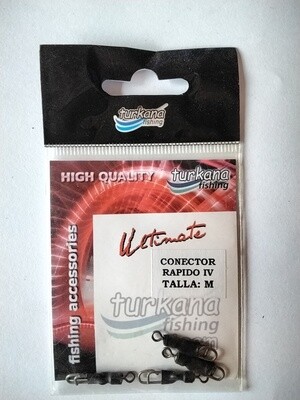 turkana
fishing
HIGH QUALITY
turkana
fishing
fishing accessories
Ultimate
CONECTOR
RAPIDO IV
TALLA: M
turkana
fishing